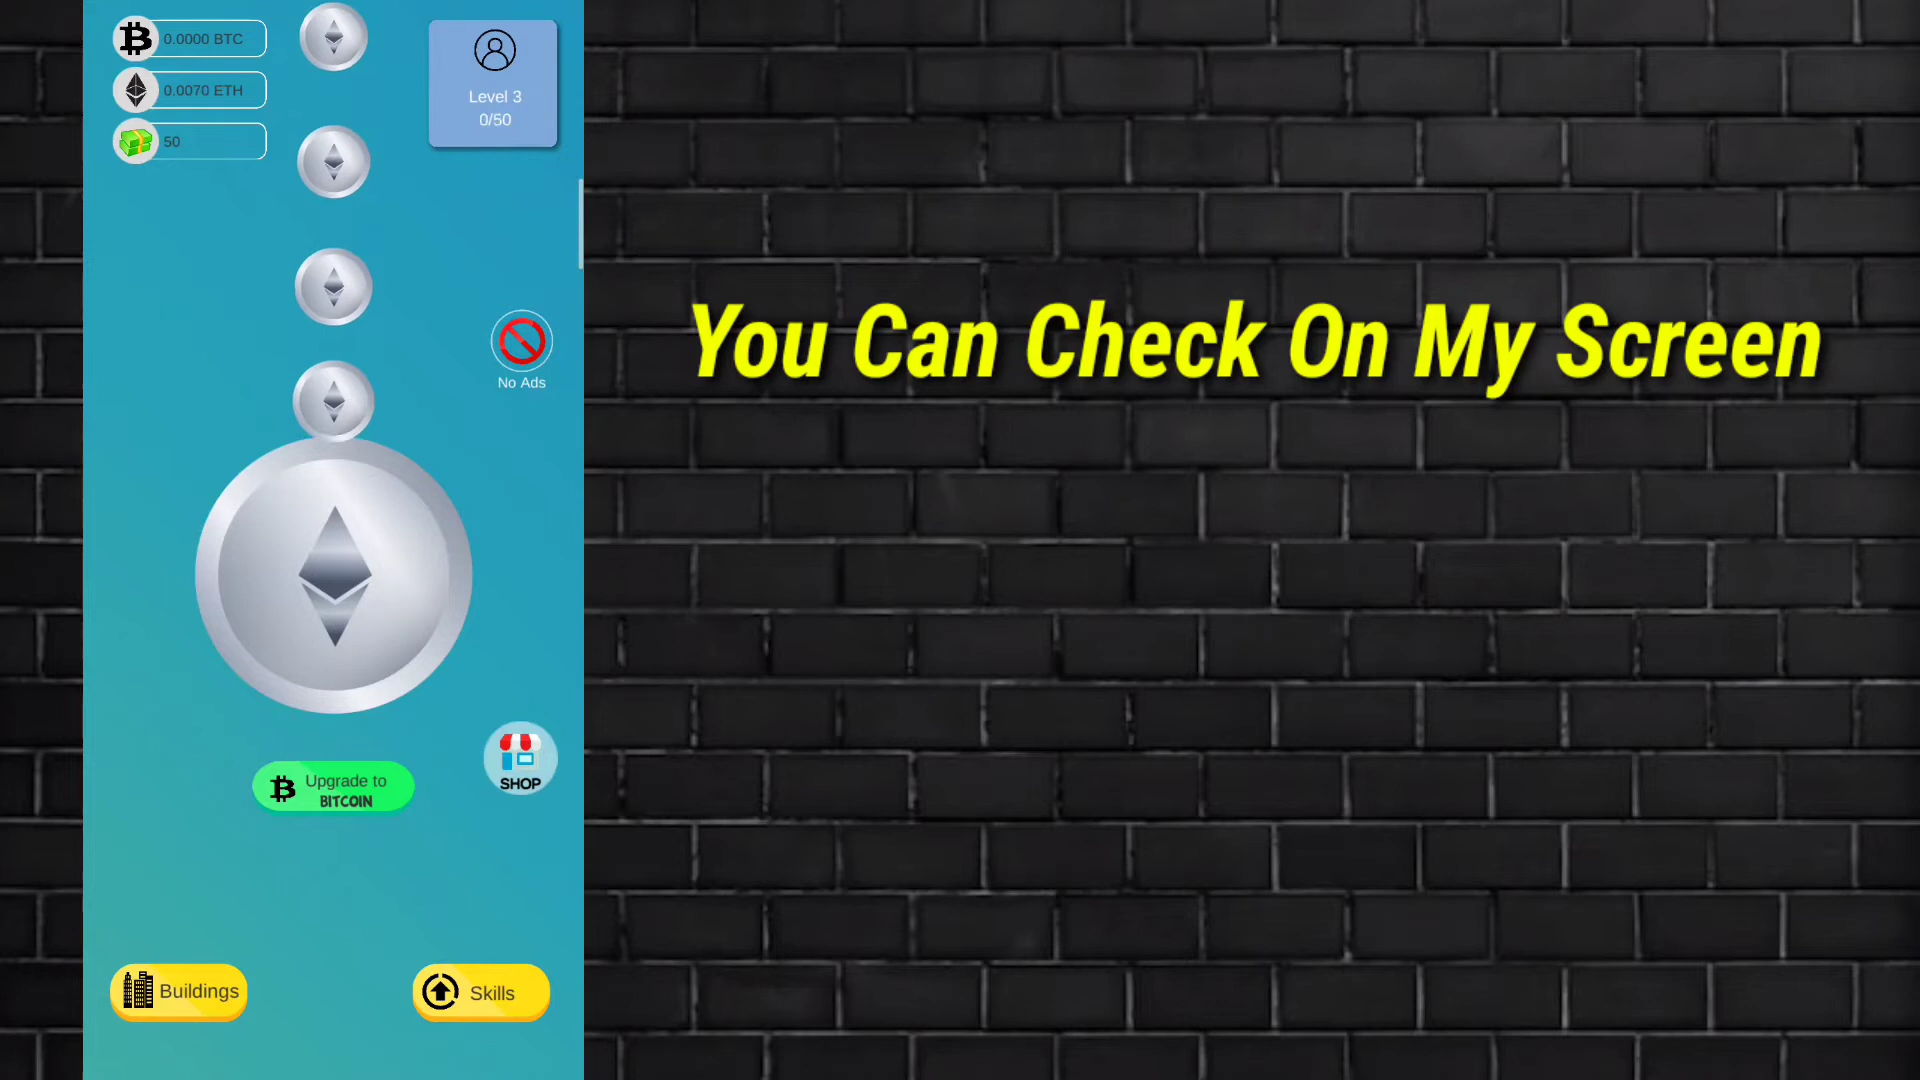 0.0000 BTC
0.0070 ETH
50
Level 3
0/50
No Ads
You Can Check On My Screen
SHOP
Upgrade to
BITCOIN
Buildings
Skills